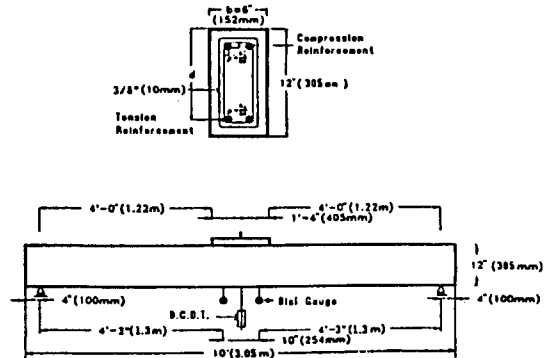 b=6"
(152mm)
Compression
Reinforcement
d
3/8"(10mm)
12"(305mm)
Tension
Reinforcement
4'-0"(1.22m)
4'-0"(1.22m)
1'-4"(405mm)
12"(305mm)
4"(100mm)
Dial Gauge
4"(100mm)
D.C.D.T.
4'-3"(1.3m)
4'-3"(1.3m)
10"(254mm)
10'(3.05m)